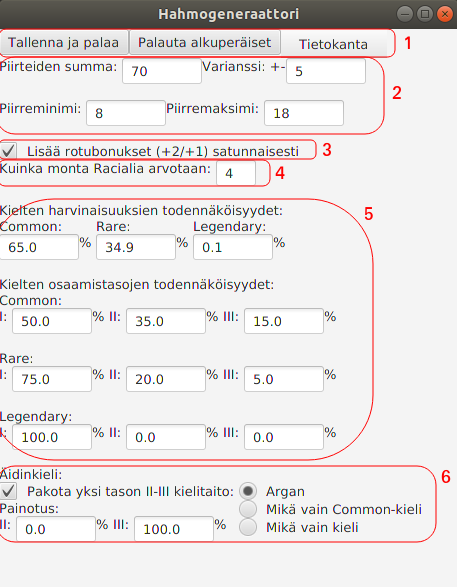 Hahmogeneraattori
Tallenna ja palaa Palauta alkuperäiset Tietokanta 1
Piirteiden summa: 70 Varianssi: +- 5
2
Piirreminimi: 8 Piirremaksimi: 18
Lisää rotubonukset (+2/+1) satunnaisesti 3
Kuinka monta Racialia arvotaan: 4 4
Kielten harvinaisuuksien todennäköisyydet: 5
Common: Rare: Legendary:
65.0 % 34.9 % 0.1 %
Kielten osaamistasojen todennäköisyydet:
Common:
I: 50.0 % II: 35.0 % III: 15.0 %
Rare:
I: 75.0 % II: 20.0 % III: 5.0 %
Legendary:
I: 100.0 % II: 0.0 % III: 0.0 %
Äidinkieli: 6
Pakota yksi tason II-III kielitaito: Argan
Painotus: Mikä vain Common-kieli
II: 0.0 % III: 100.0 % Mikä vain kieli